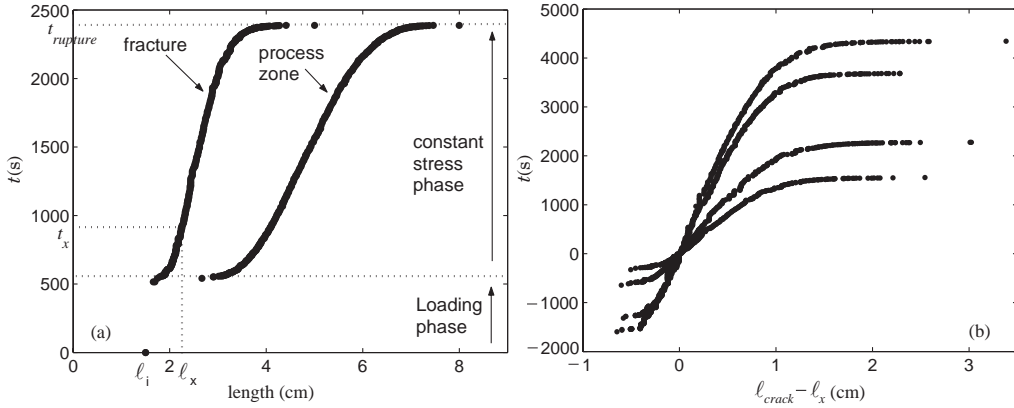 2500
t_rupture
2000
1500
1000
t_x
500
0
t(s)
fracture
process
zone
constant
stress
phase
Loading
phase
(a)
0 2 4 6 8
ℓ_i ℓ_x
length (cm)
5000
4000
3000
2000
1000
0
−1000
−2000
t(s)
(b)
−1 0 1 2 3
ℓ_crack−ℓ_x (cm)